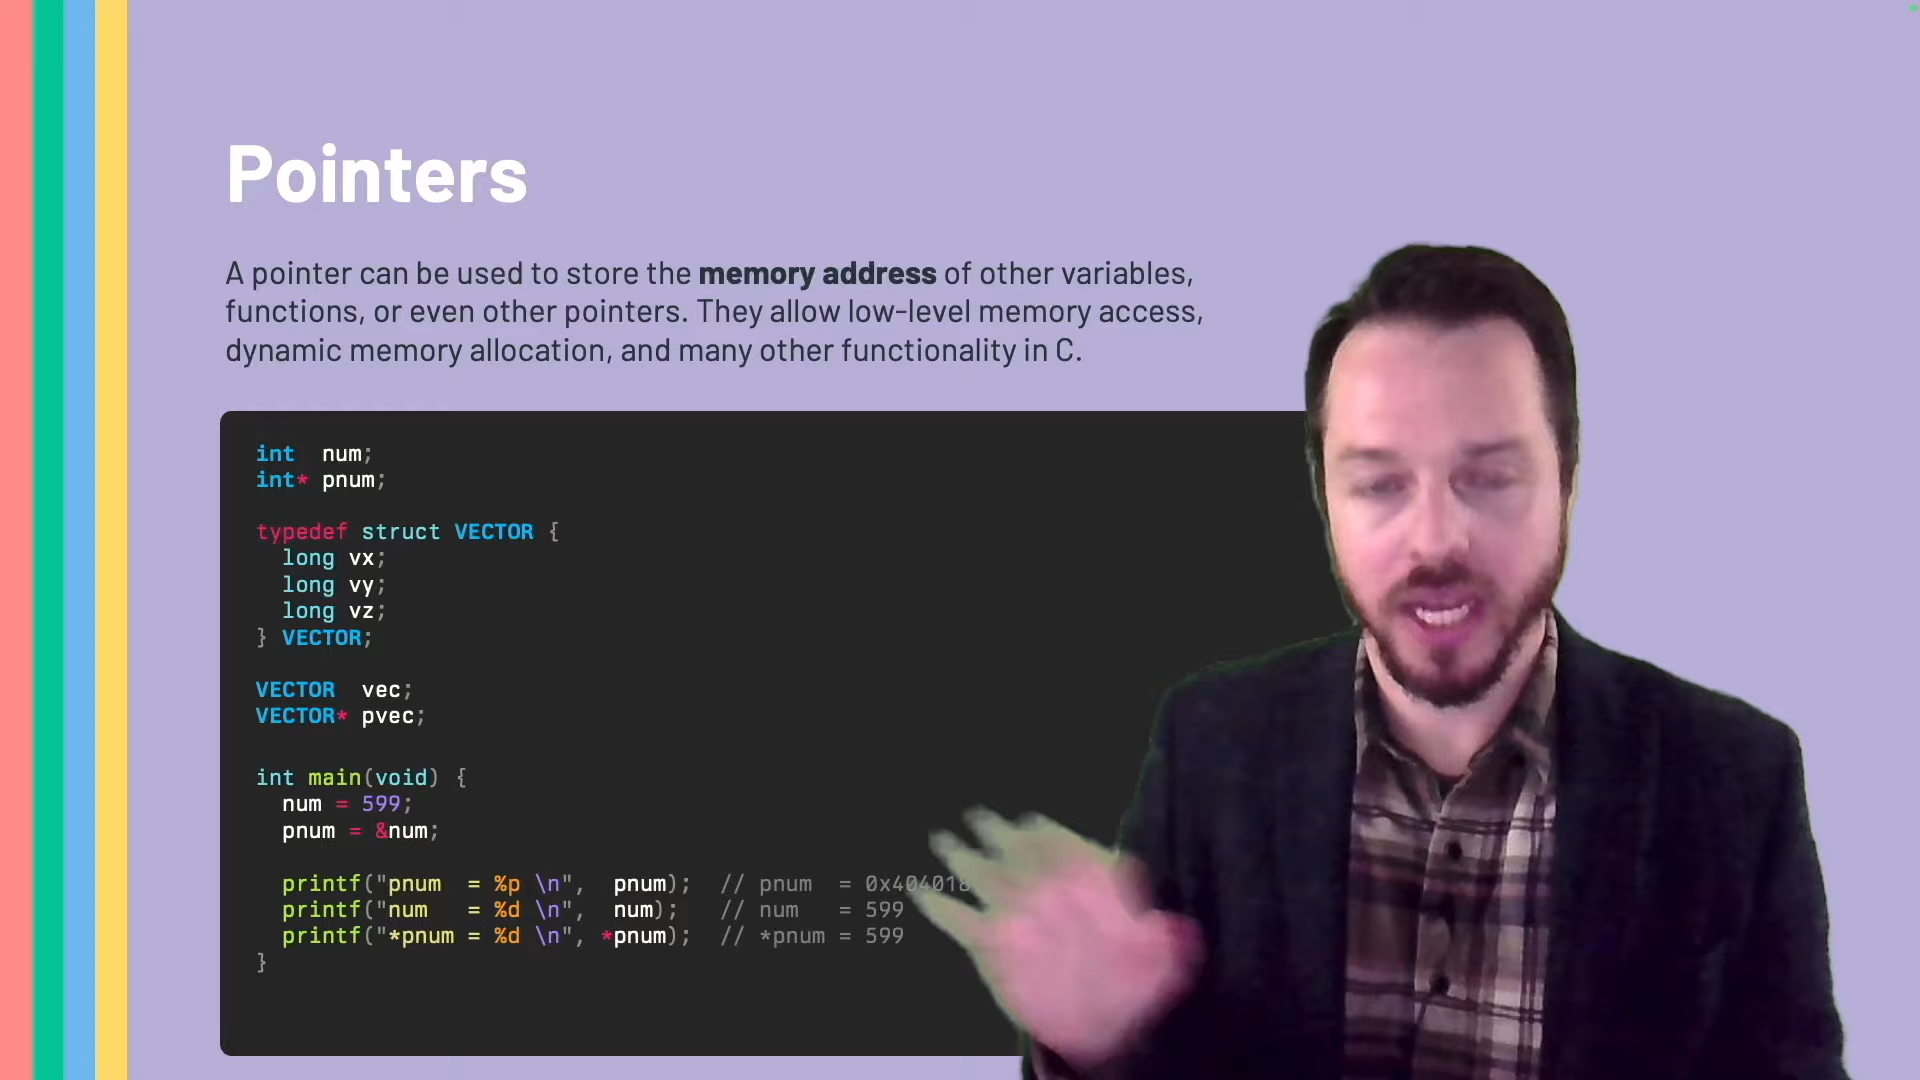 Pointers
A pointer can be used to store the memory address of other variables,
functions, or even other pointers. They allow low-level memory access,
dynamic memory allocation, and many other functionality in C.
int  num;
int* pnum;
typedef struct VECTOR {
  long vx;
  long vy;
  long vz;
} VECTOR;
VECTOR  vec;
VECTOR* pvec;
int main(void) {
  num = 599;
  pnum = &num;
  printf("pnum  = %p \n",  pnum);  // pnum  = 0x404018
  printf("num   = %d \n",  num);   // num   = 599
  printf("*pnum = %d \n", *pnum);  // *pnum = 599
}